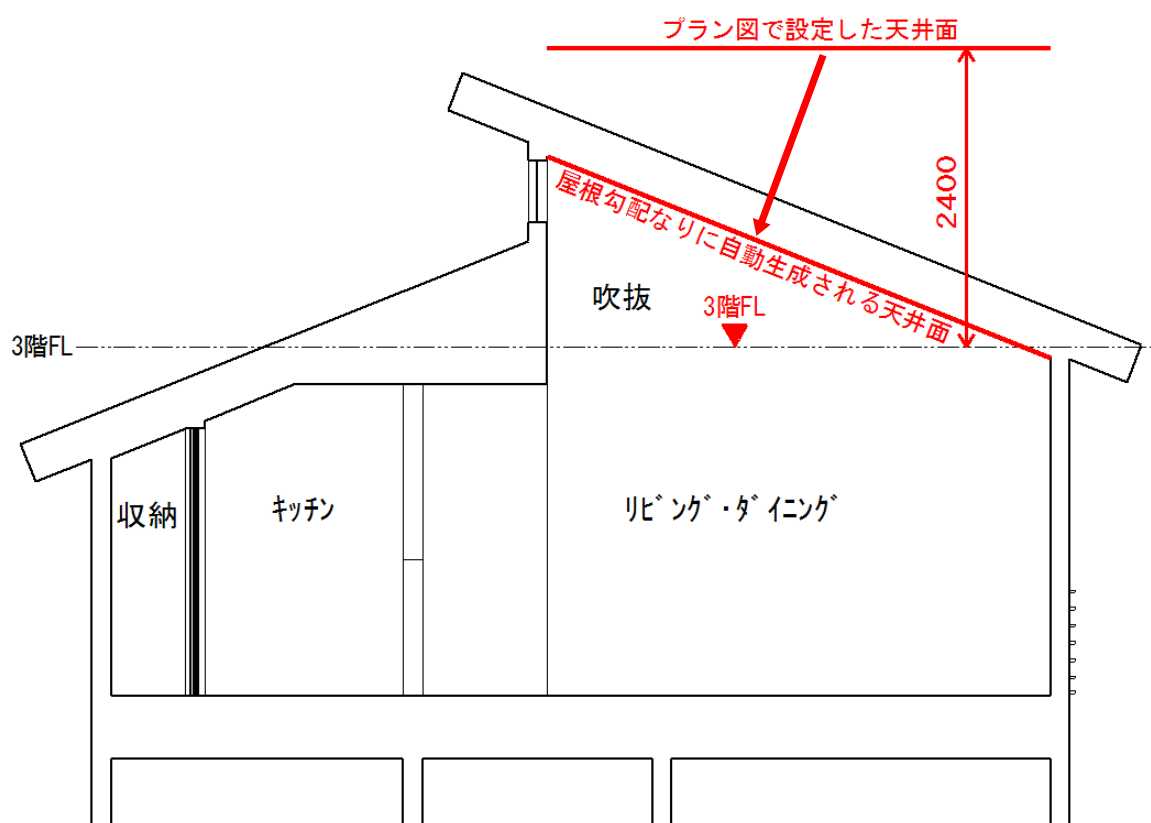 プラン図で設定した天井面
2400
屋根勾配なりに自動生成される天井面
吹抜
3階FL
3階FL
収納
ｷｯﾁﾝ
ﾘﾋﾞﾝｸﾞ・ﾀﾞｲﾆﾝｸﾞ